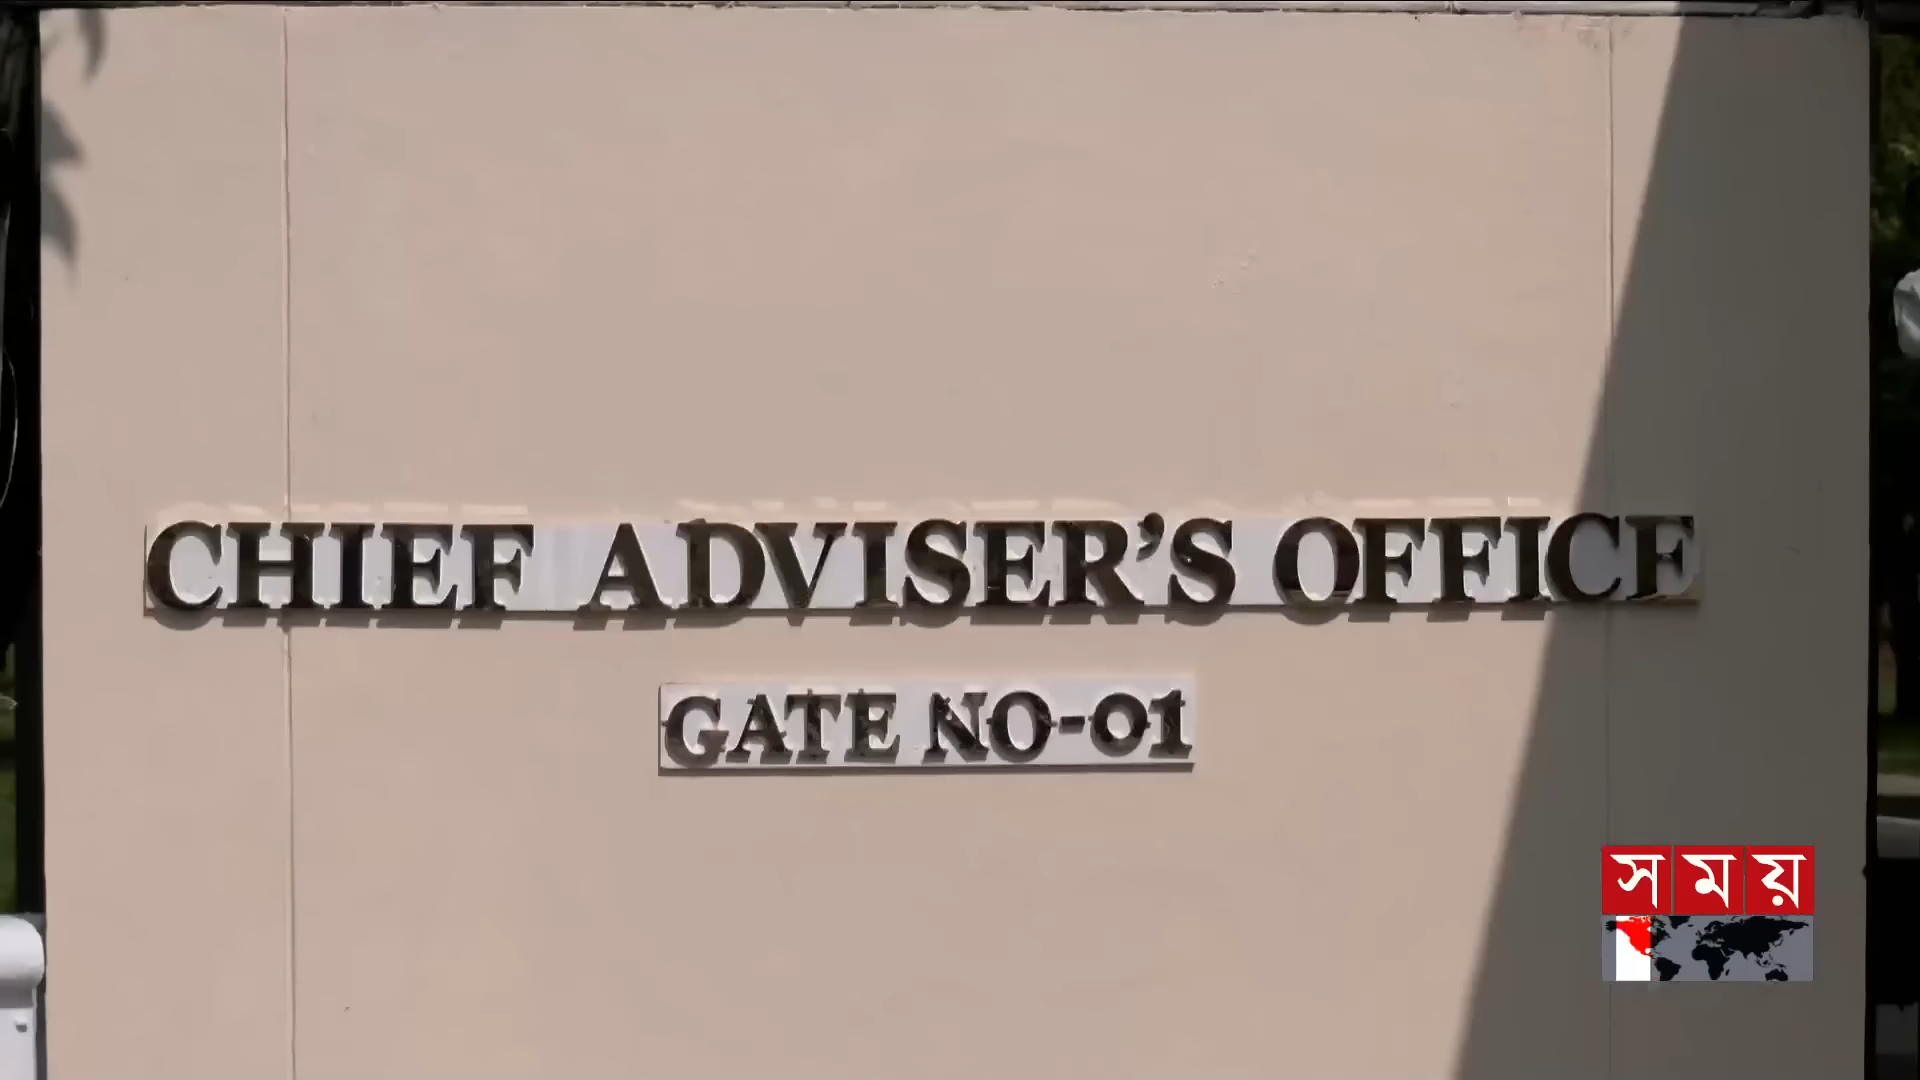 CHIEF ADVISER'S OFFICE
GATE NO-01
সময়